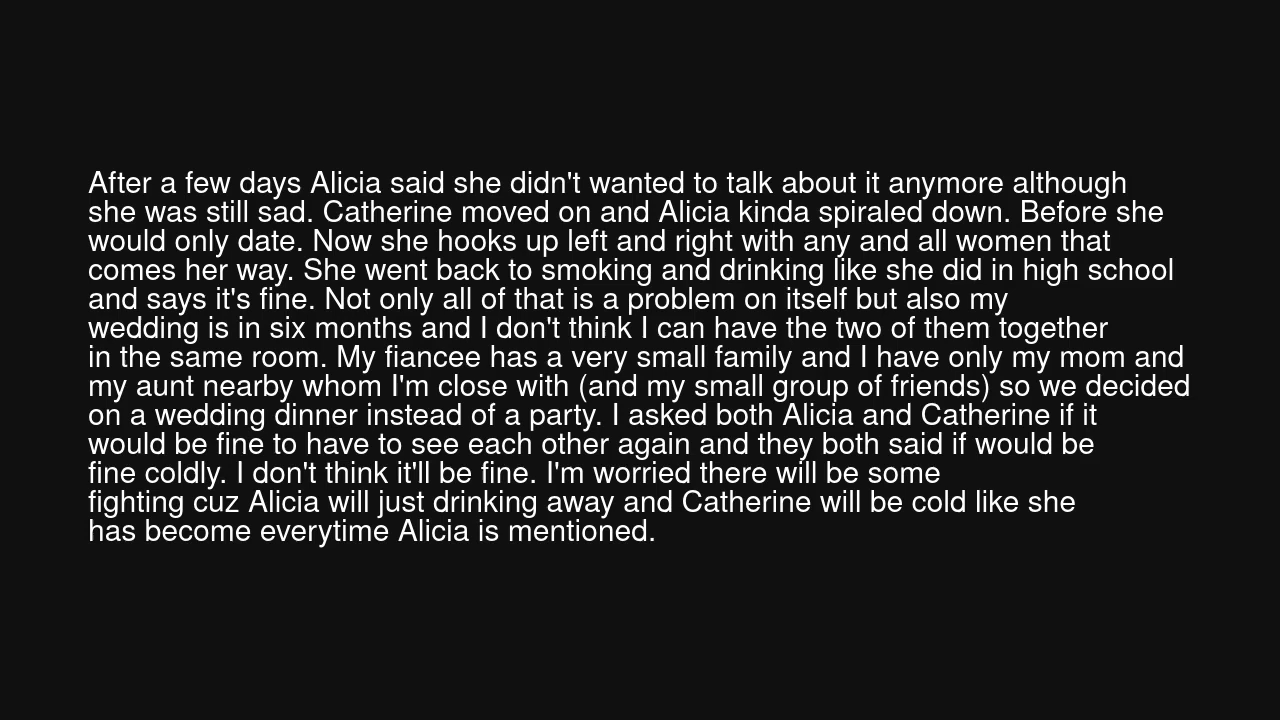 After a few days Alicia said she didn't wanted to talk about it anymore although
she was still sad. Catherine moved on and Alicia kinda spiraled down. Before she
would only date. Now she hooks up left and right with any and all women that
comes her way. She went back to smoking and drinking like she did in high school
and says it's fine. Not only all of that is a problem on itself but also my
wedding is in six months and I don't think I can have the two of them together
in the same room. My fiancee has a very small family and I have only my mom and
my aunt nearby whom I'm close with (and my small group of friends) so we decided
on a wedding dinner instead of a party. I asked both Alicia and Catherine if it
would be fine to have to see each other again and they both said if would be
fine coldly. I don't think it'll be fine. I'm worried there will be some
fighting cuz Alicia will just drinking away and Catherine will be cold like she
has become everytime Alicia is mentioned.